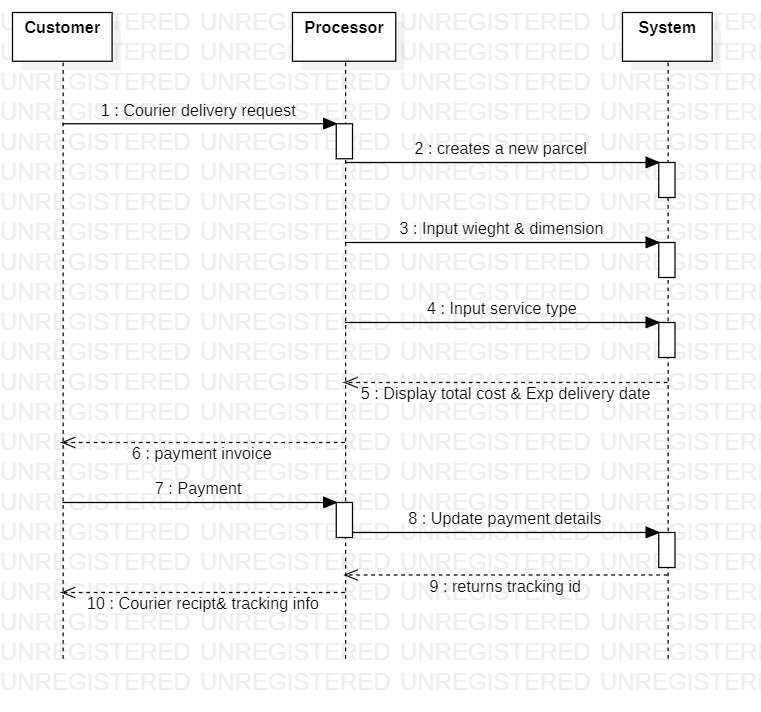 Customer Processor System
1 : Courier delivery request
2 : creates a new parcel
3 : Input wieght & dimension
4 : Input service type
5 : Display total cost & Exp delivery date
6 : payment invoice
7 : Payment
8 : Update payment details
9 : returns tracking id
10 : Courier recipt& tracking info
UNREGISTERED